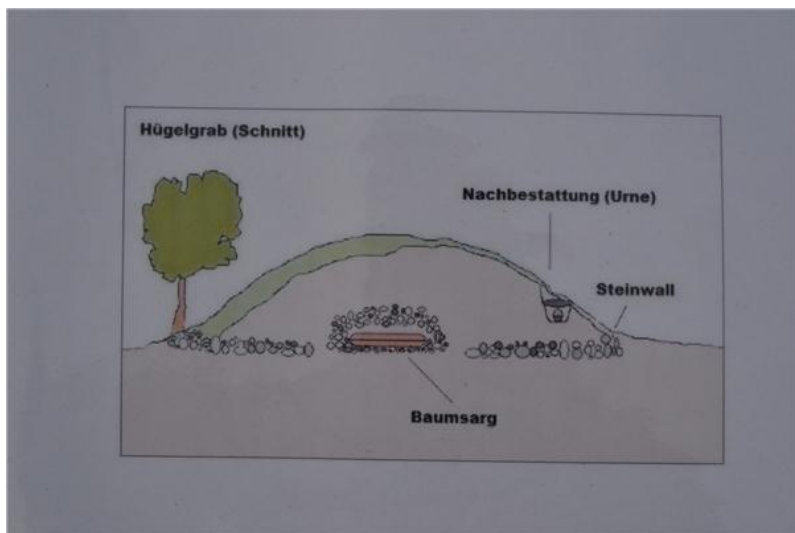 Hügelgrab (Schnitt)
Nachbestattung (Urne)
Steinwall
Baumsarg